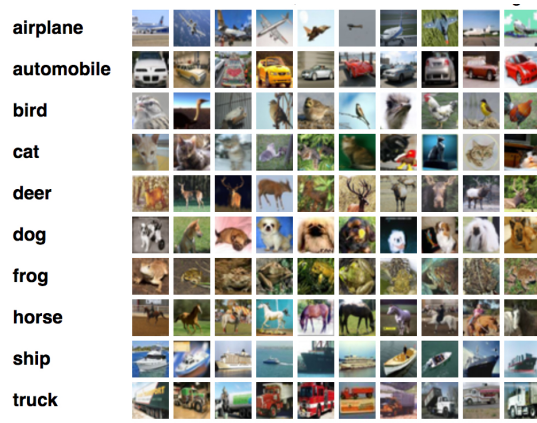 airplane
automobile
bird
cat
deer
dog
frog
horse
ship
truck